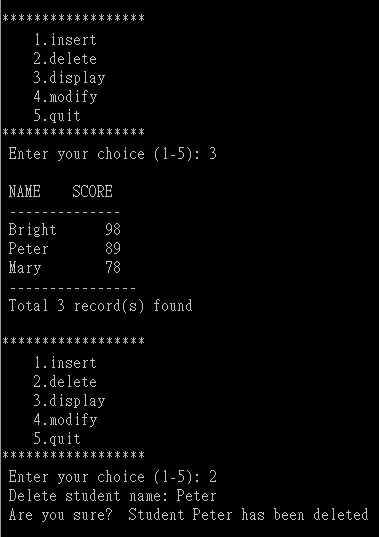 ******************
1.insert
2.delete
3.display
4.modify
5.quit
******************
Enter your choice (1-5): 3
NAME    SCORE
--------------
Bright      98
Peter       89
Mary        78
----------------
Total 3 record(s) found
******************
1.insert
2.delete
3.display
4.modify
5.quit
******************
Enter your choice (1-5): 2
Delete student name: Peter
Are you sure?  Student Peter has been deleted